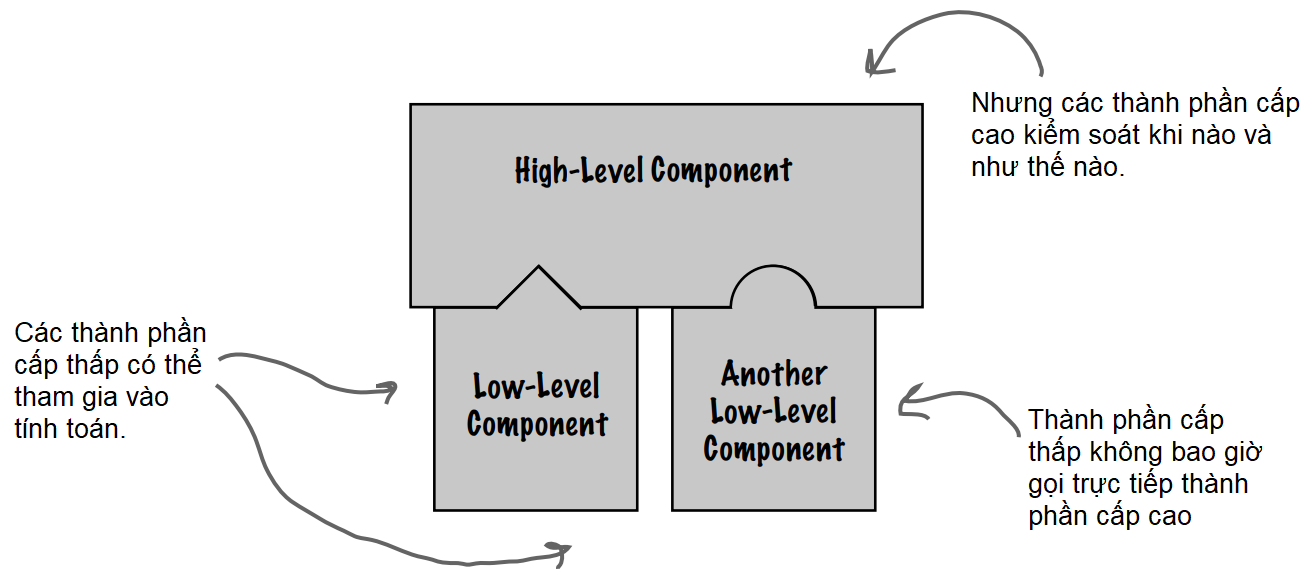 Nhưng các thành phần cấp
cao kiểm soát khi nào và
như thế nào.
High-Level Component
Các thành phần
cấp thấp có thể
tham gia vào
tính toán.
Low-Level
Component
Another
Low-Level
Component
Thành phần cấp
thấp không bao giờ
gọi trực tiếp thành
phần cấp cao